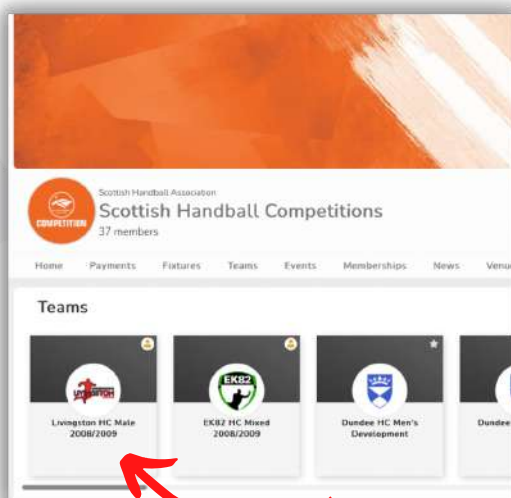 Scottish Handball Association
Scottish Handball Competitions
COMPETITION
37 members
Home Payments Fixtures Teams Events Memberships News Venu
Teams
LIVINGSTON
EK82
Livingston HC Male
2008/2009
EK82 HC Mixed
2008/2009
Dundee HC Men's
Development
Dundee